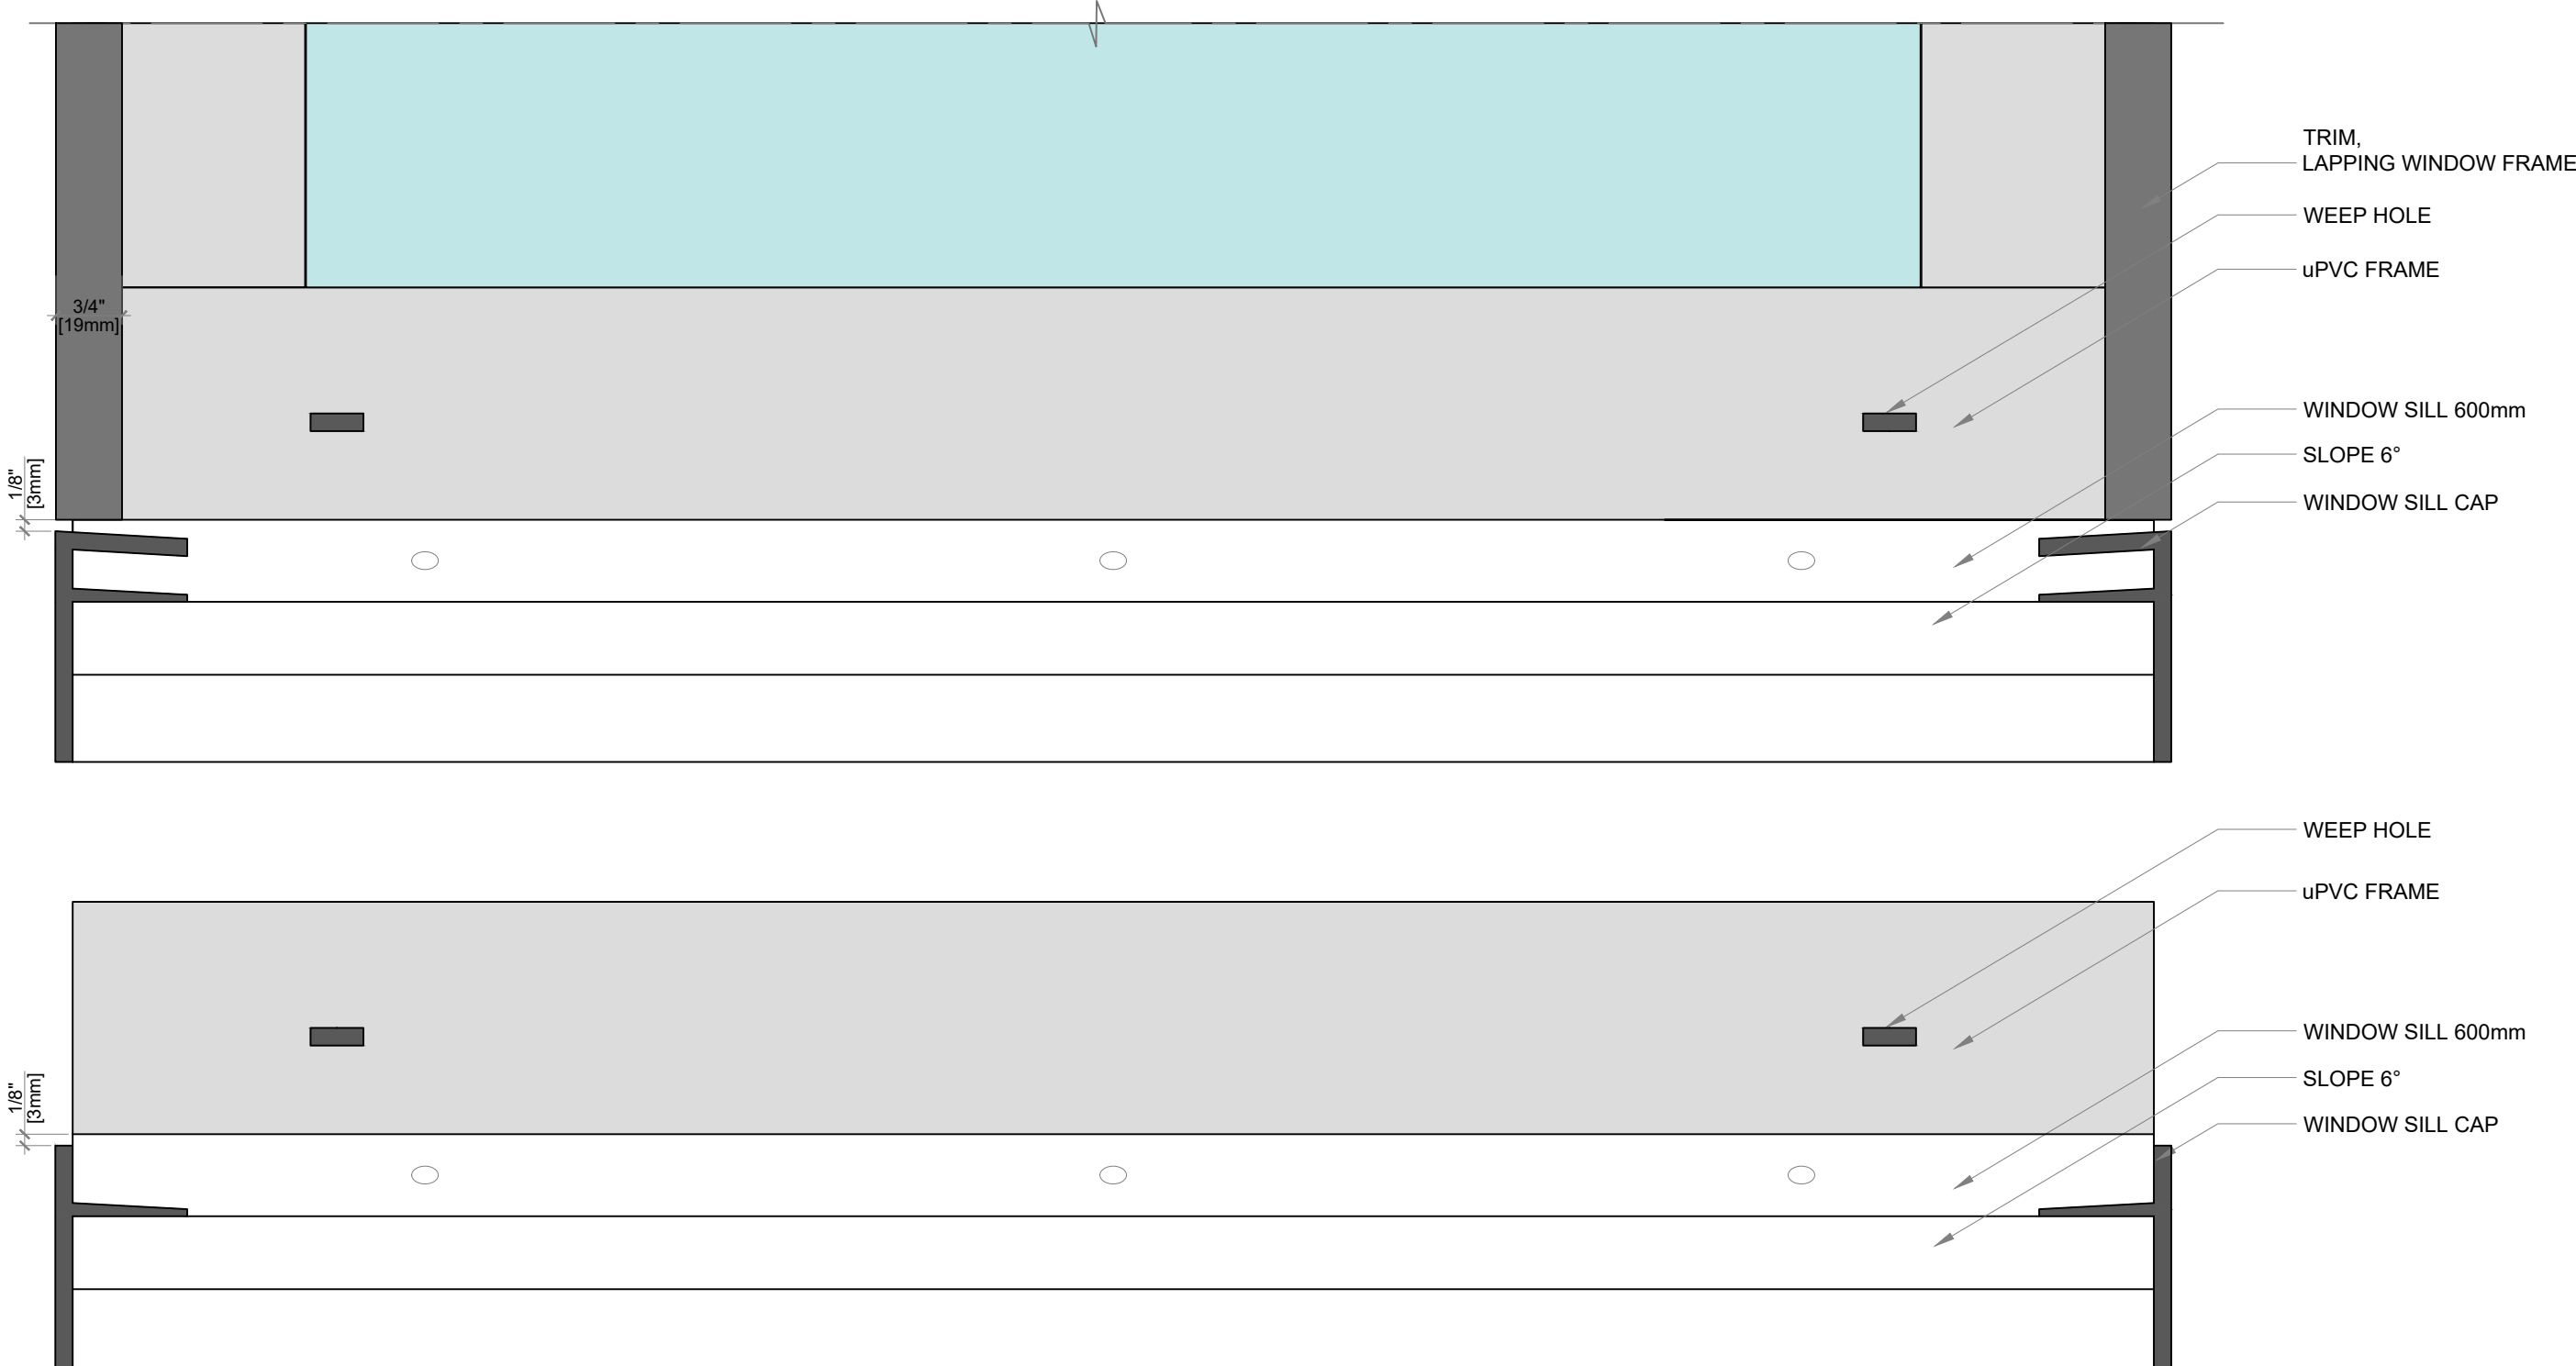 TRIM,
LAPPING WINDOW FRAME
WEEP HOLE
uPVC FRAME
3/4"
[19mm]
WINDOW SILL 600mm
SLOPE 6°
1/8"
[3mm]
WINDOW SILL CAP
WEEP HOLE
uPVC FRAME
WINDOW SILL 600mm
SLOPE 6°
1/8"
[3mm]
WINDOW SILL CAP